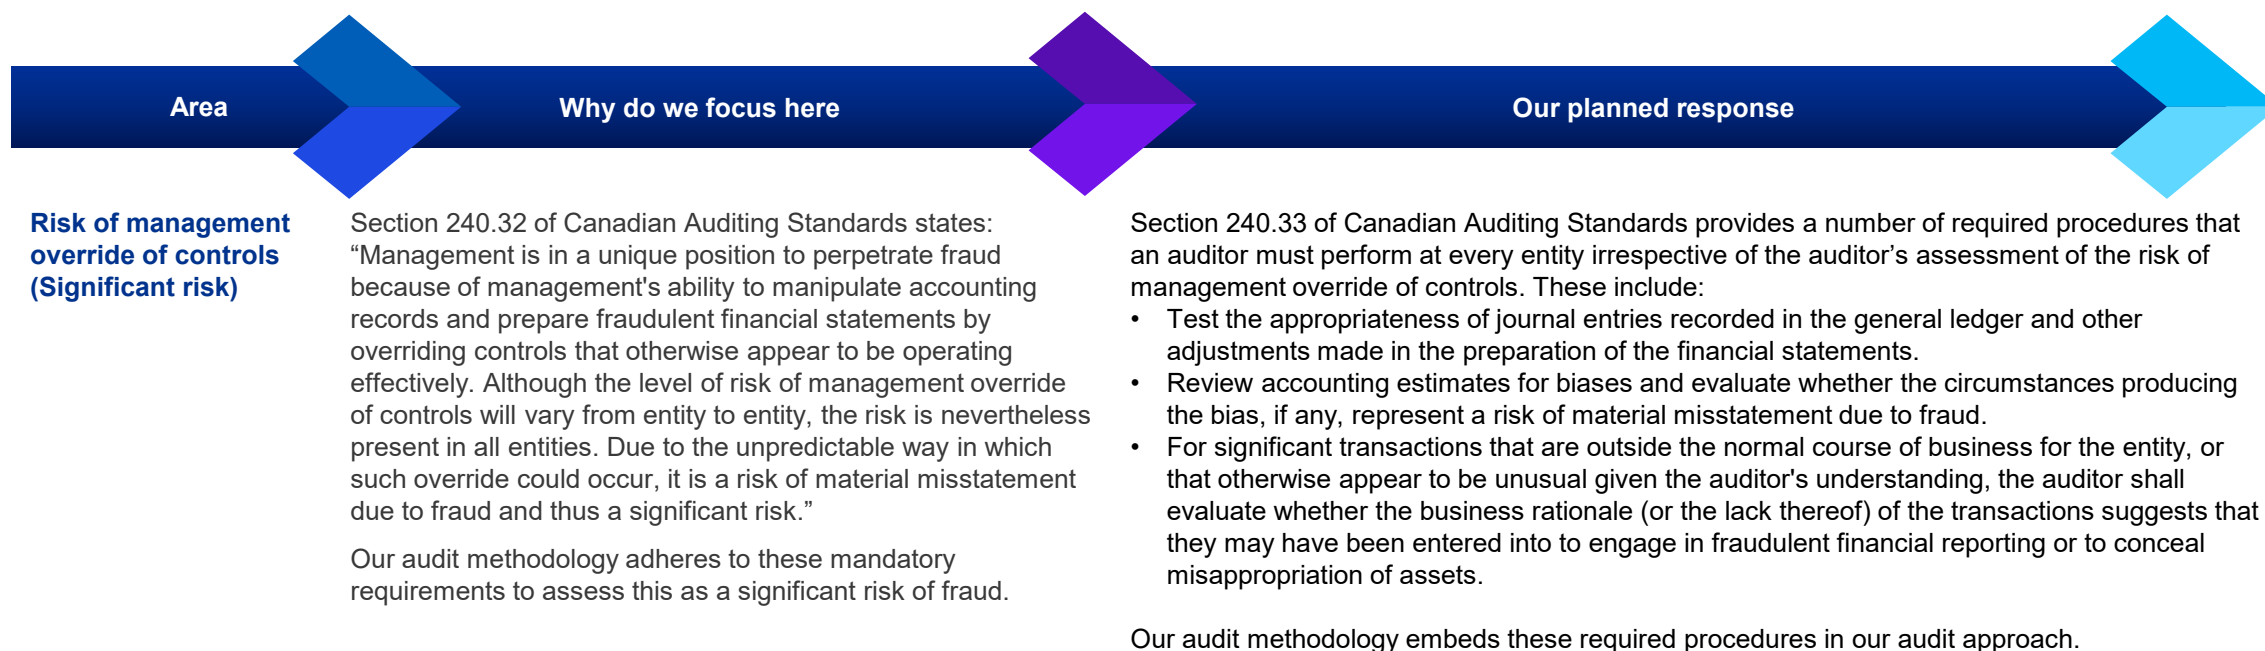 Area
Why do we focus here
Our planned response
Risk of management
override of controls
(Significant risk)
Section 240.32 of Canadian Auditing Standards states:
“Management is in a unique position to perpetrate fraud
because of management's ability to manipulate accounting
records and prepare fraudulent financial statements by
overriding controls that otherwise appear to be operating
effectively. Although the level of risk of management override
of controls will vary from entity to entity, the risk is nevertheless
present in all entities. Due to the unpredictable way in which
such override could occur, it is a risk of material misstatement
due to fraud and thus a significant risk.”
Our audit methodology adheres to these mandatory
requirements to assess this as a significant risk of fraud.
Section 240.33 of Canadian Auditing Standards provides a number of required procedures that
an auditor must perform at every entity irrespective of the auditor’s assessment of the risk of
management override of controls. These include:
• Test the appropriateness of journal entries recorded in the general ledger and other
adjustments made in the preparation of the financial statements.
• Review accounting estimates for biases and evaluate whether the circumstances producing
the bias, if any, represent a risk of material misstatement due to fraud.
• For significant transactions that are outside the normal course of business for the entity, or
that otherwise appear to be unusual given the auditor's understanding, the auditor shall
evaluate whether the business rationale (or the lack thereof) of the transactions suggests that
they may have been entered into to engage in fraudulent financial reporting or to conceal
misappropriation of assets.
Our audit methodology embeds these required procedures in our audit approach.